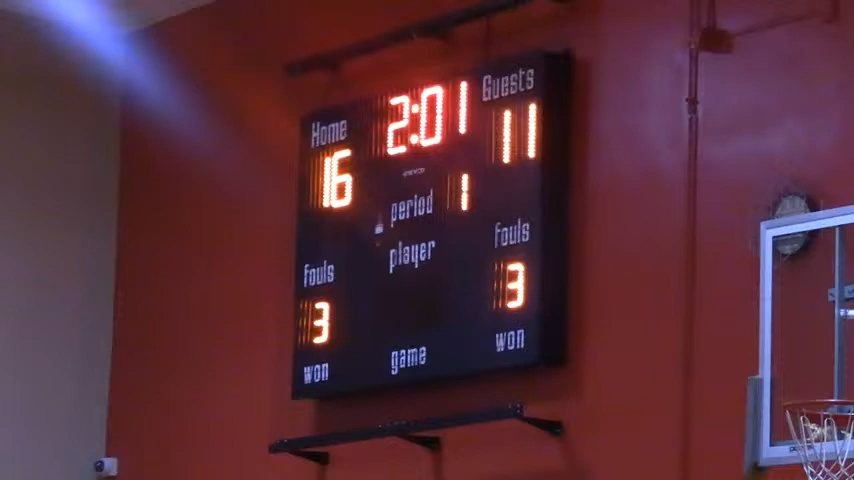 Home 2:01 Guests
16 11
period 1
player
fouls fouls
3 3
won game won